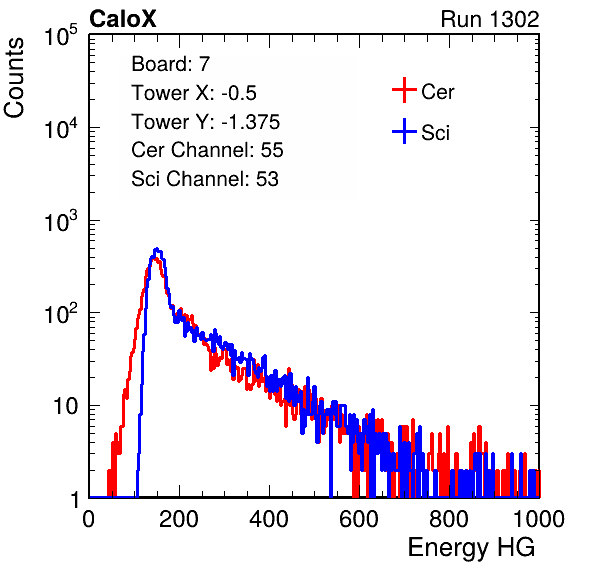 CaloX Run 1302
Counts
10^5
10^4
10^3
10^2
10
1
Board: 7
Tower X: -0.5
Tower Y: -1.375
Cer Channel: 55
Sci Channel: 53
Cer
Sci
0 200 400 600 800 1000
Energy HG